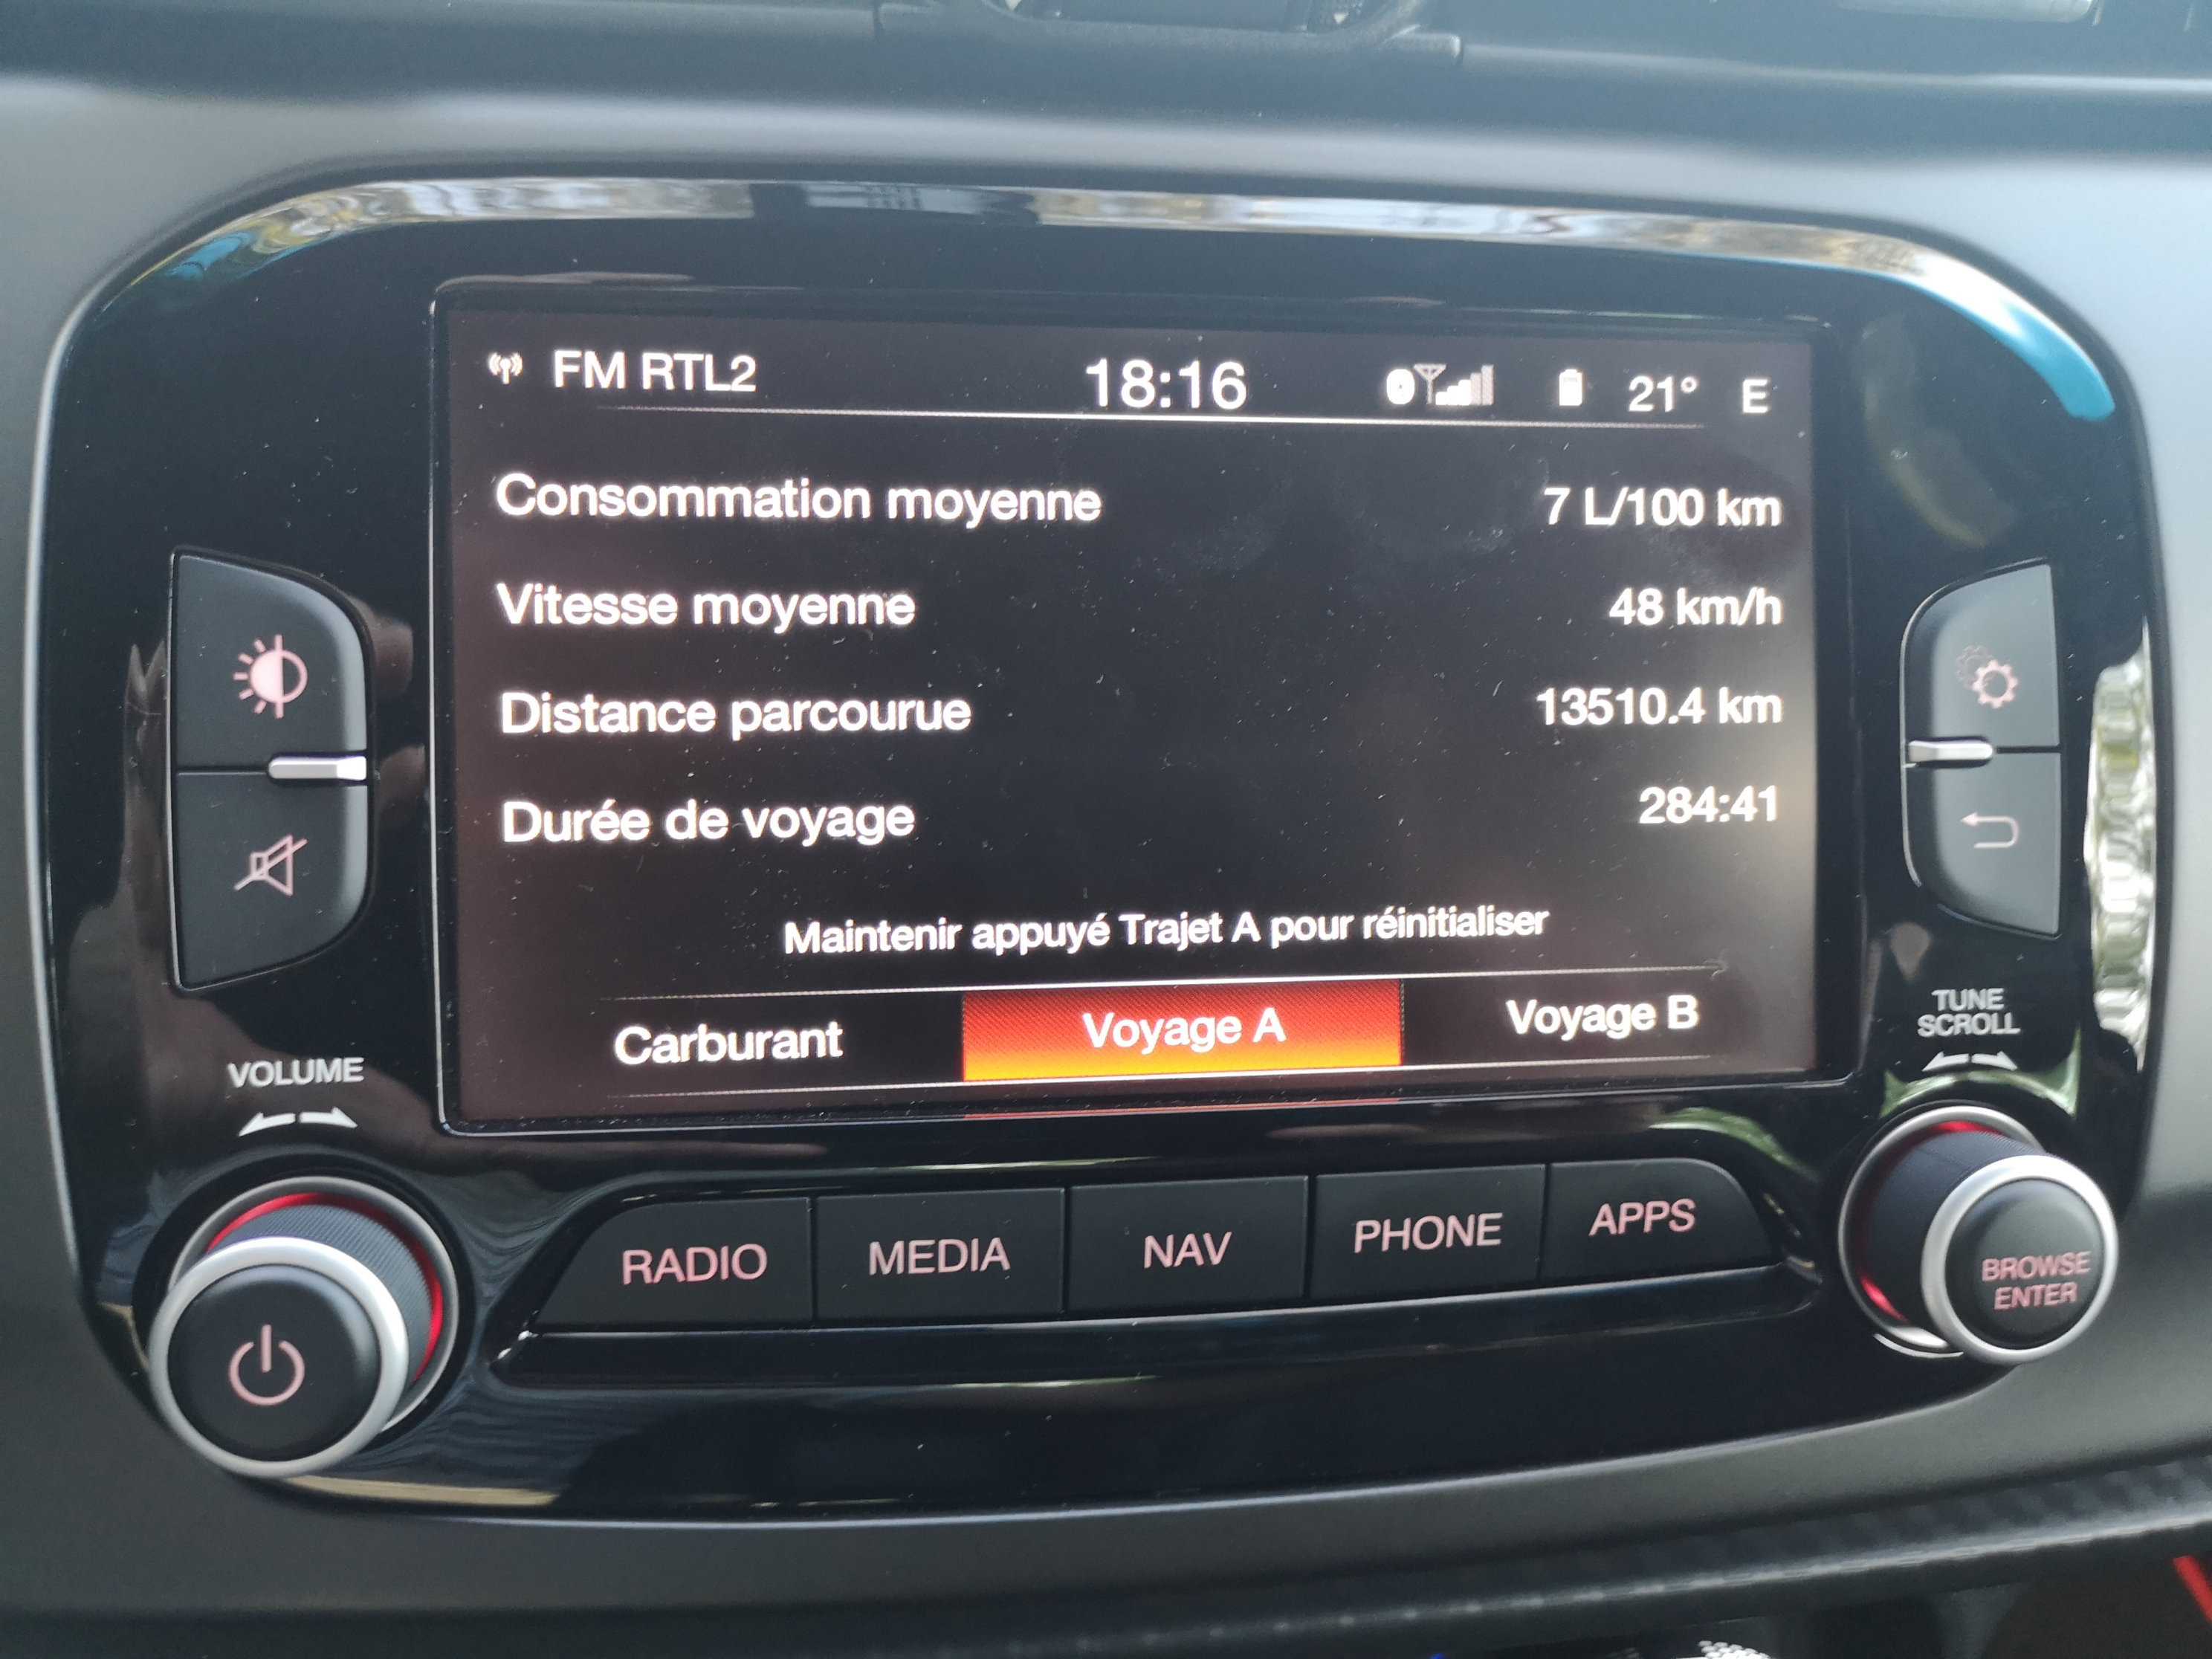 FM RTL2 18:16 21° E
Consommation moyenne 7 L/100 km
Vitesse moyenne 48 km/h
Distance parcourue 13510.4 km
Durée de voyage 284:41
Maintenir appuyé Trajet A pour réinitialiser
Carburant Voyage A Voyage B
VOLUME
TUNE
SCROLL
RADIO MEDIA NAV PHONE APPS
BROWSE
ENTER